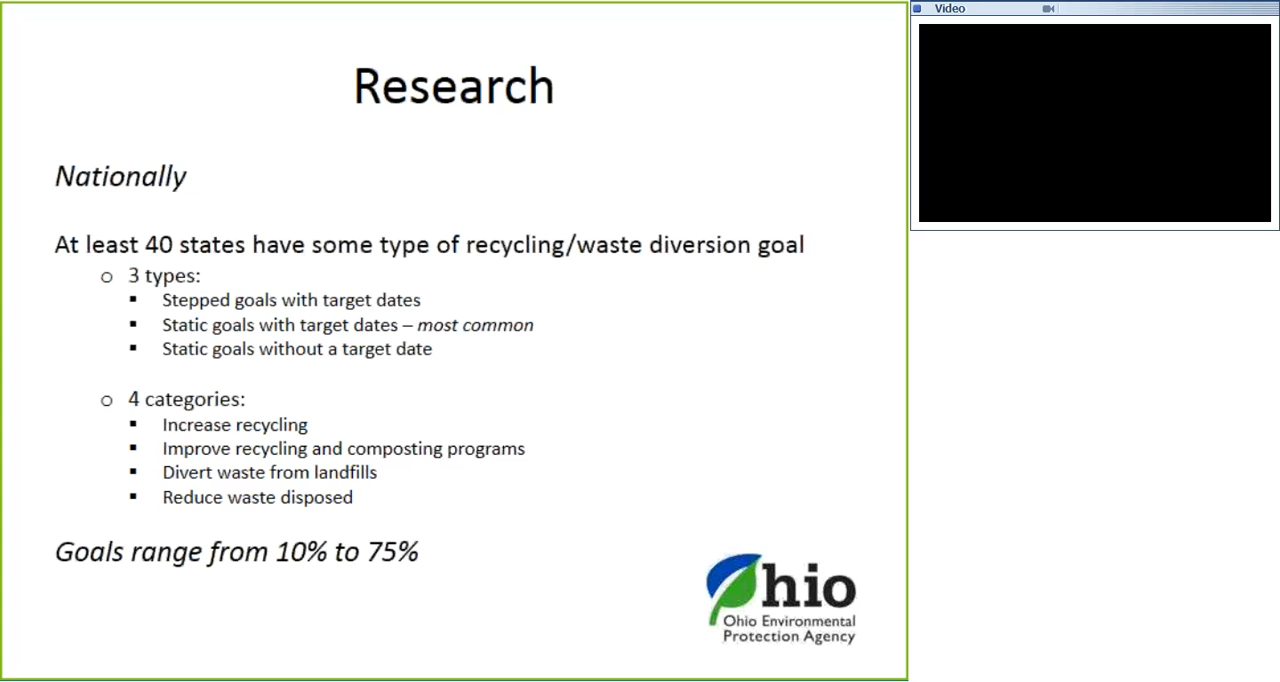 Research
Nationally
At least 40 states have some type of recycling/waste diversion goal
o 3 types:
▪ Stepped goals with target dates
▪ Static goals with target dates – most common
▪ Static goals without a target date
o 4 categories:
▪ Increase recycling
▪ Improve recycling and composting programs
▪ Divert waste from landfills
▪ Reduce waste disposed
Goals range from 10% to 75%
Ohio
Ohio Environmental
Protection Agency
Video